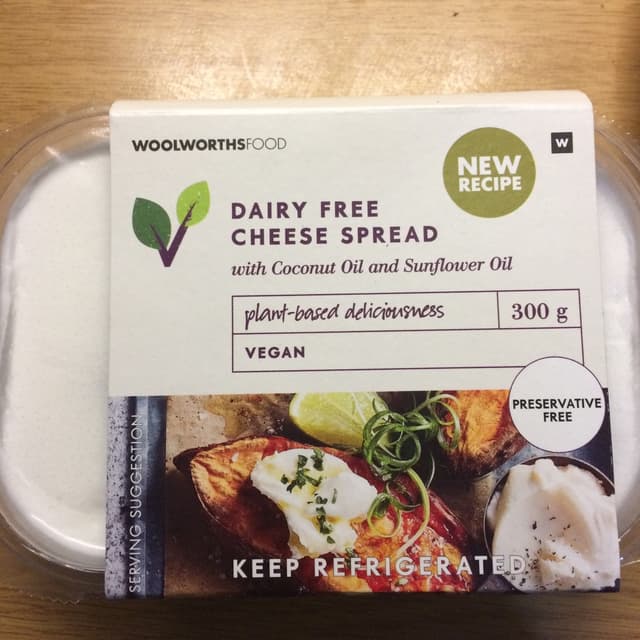 WOOLWORTHSFOOD
W
NEW
RECIPE
DAIRY FREE
CHEESE SPREAD
with Coconut Oil and Sunflower Oil
plant-based deliciousness
300 g
VEGAN
PRESERVATIVE
FREE
SERVING SUGGESTION
KEEP REFRIGERATED